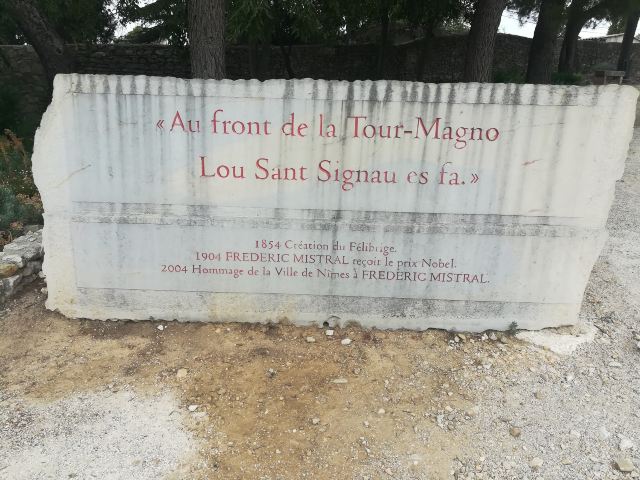 « Au front de la Tour-Magno
Lou Sant Signau es fa. »
1854 Création du Félibrige.
1904 FREDERIC MISTRAL reçoit le prix Nobel.
2004 Hommage de la Ville de Nîmes à FREDERIC MISTRAL.